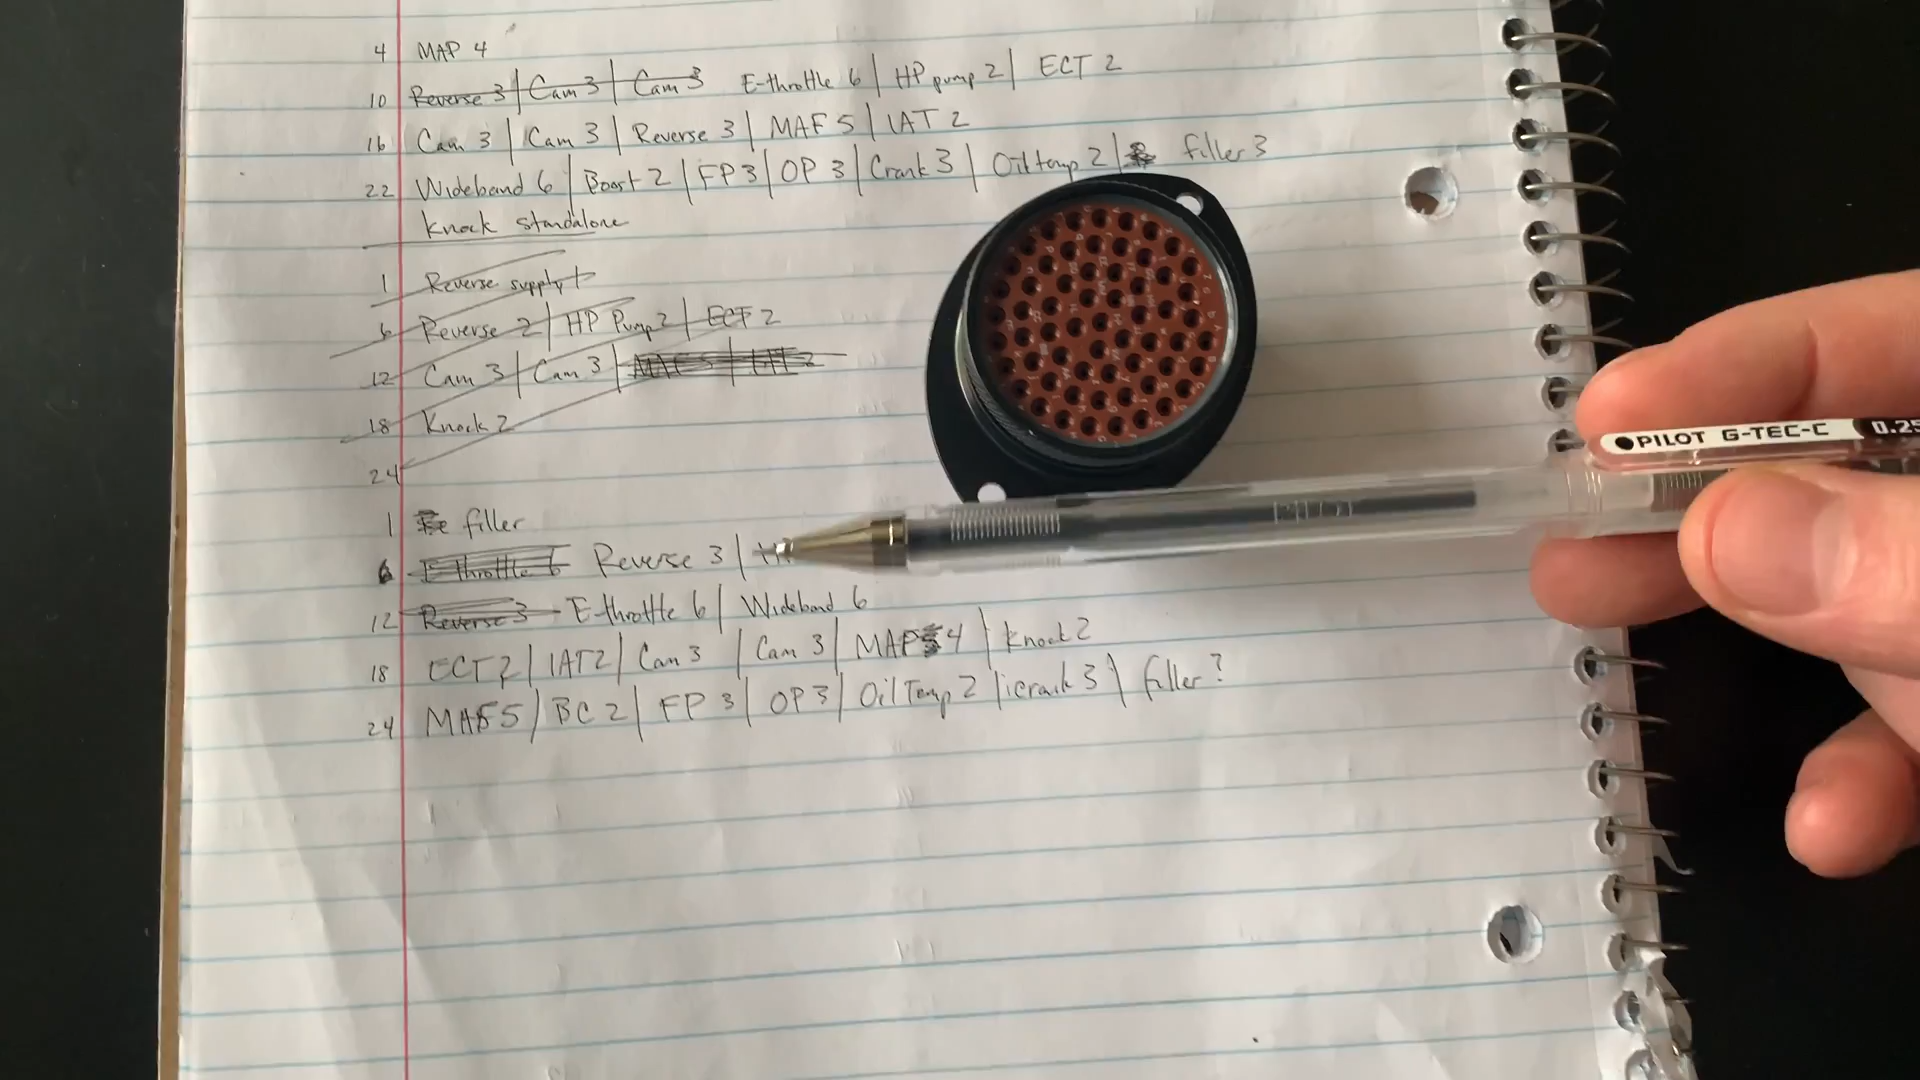 4 MAP 4
10 Reverse 3 | Cam 3 | Cam 3 E-throttle 6 | HP pump 2 | ECT 2
16 Cam 3 | Cam 3 | Reverse 3 | MAF 5 | IAT 2
22 Wideband 6 | Boost 2 | FP 3 | OP 3 | Crank 3 | Oil temp 2 | filler 3
knock standalone
1 Reverse supply +
6 Reverse 2 | HP Pump 2 | ECT 2
12 Cam 3 | Cam 3 |
18 Knock 2
24
1 filler
6 E-throttle 6 Reverse 3 |
12 Reverse 3 E-throttle 6 | Wideband 6
18 ECT 2 | IAT 2 | Cam 3 | Cam 3 | MAP 4 | Knock 2
24 MAF 5 | BC 2 | FP 3 | OP 3 | Oil Temp 2 | crank 3 | filler ?
PILOT G-TEC-C 0.25
PILOT